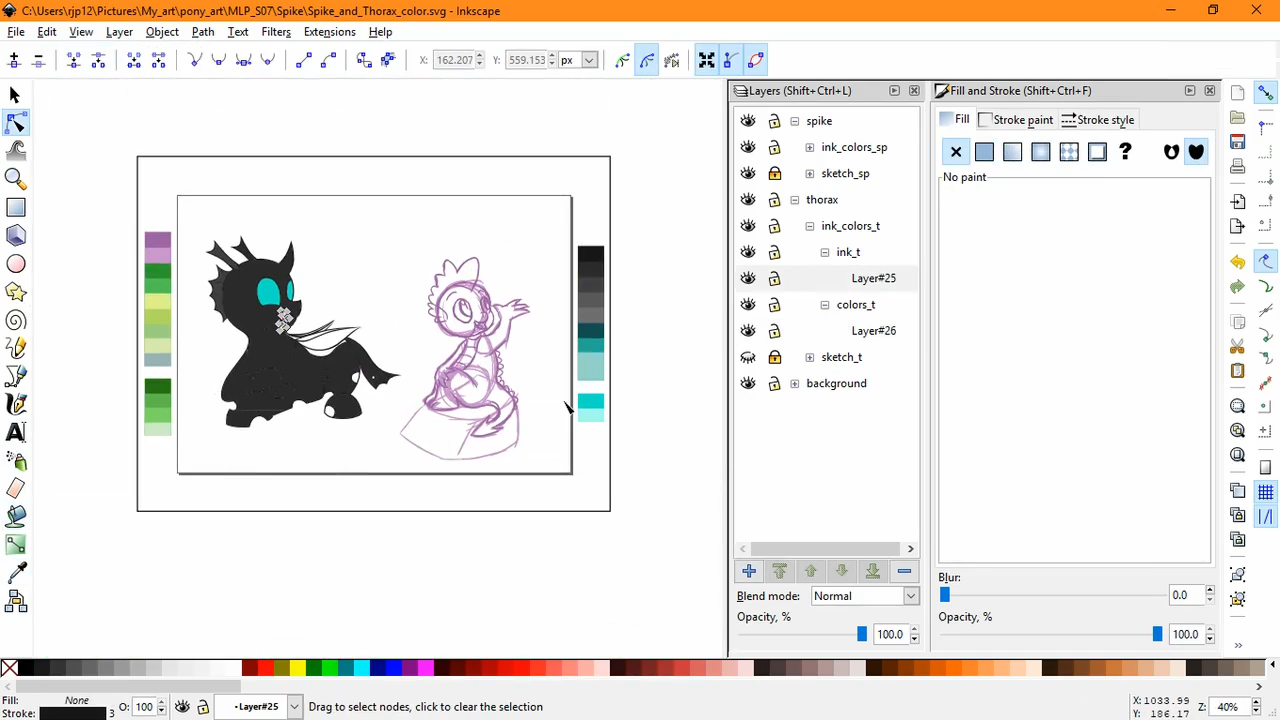 C:\Users\rjp12\Pictures\My_art\pony_art\MLP_S07\Spike\Spike_and_Thorax_color.svg - Inkscape
File Edit View Layer Object Path Text Filters Extensions Help
X: 162.207 Y: 559.153 px
Layers (Shift+Ctrl+L)
Fill and Stroke (Shift+Ctrl+F)
spike
ink_colors_sp
sketch_sp
thorax
ink_colors_t
ink_t
Layer#25
colors_t
Layer#26
sketch_t
background
Fill Stroke paint Stroke style
?
No paint
Blend mode: Normal
Opacity, %
100.0
Blur:
0.0
Opacity, %
100.0
Fill: None
Stroke: 3
O: 100
•Layer#25
Drag to select nodes, click to clear the selection
X:1033.99
Y: 186.17
Z: 40%